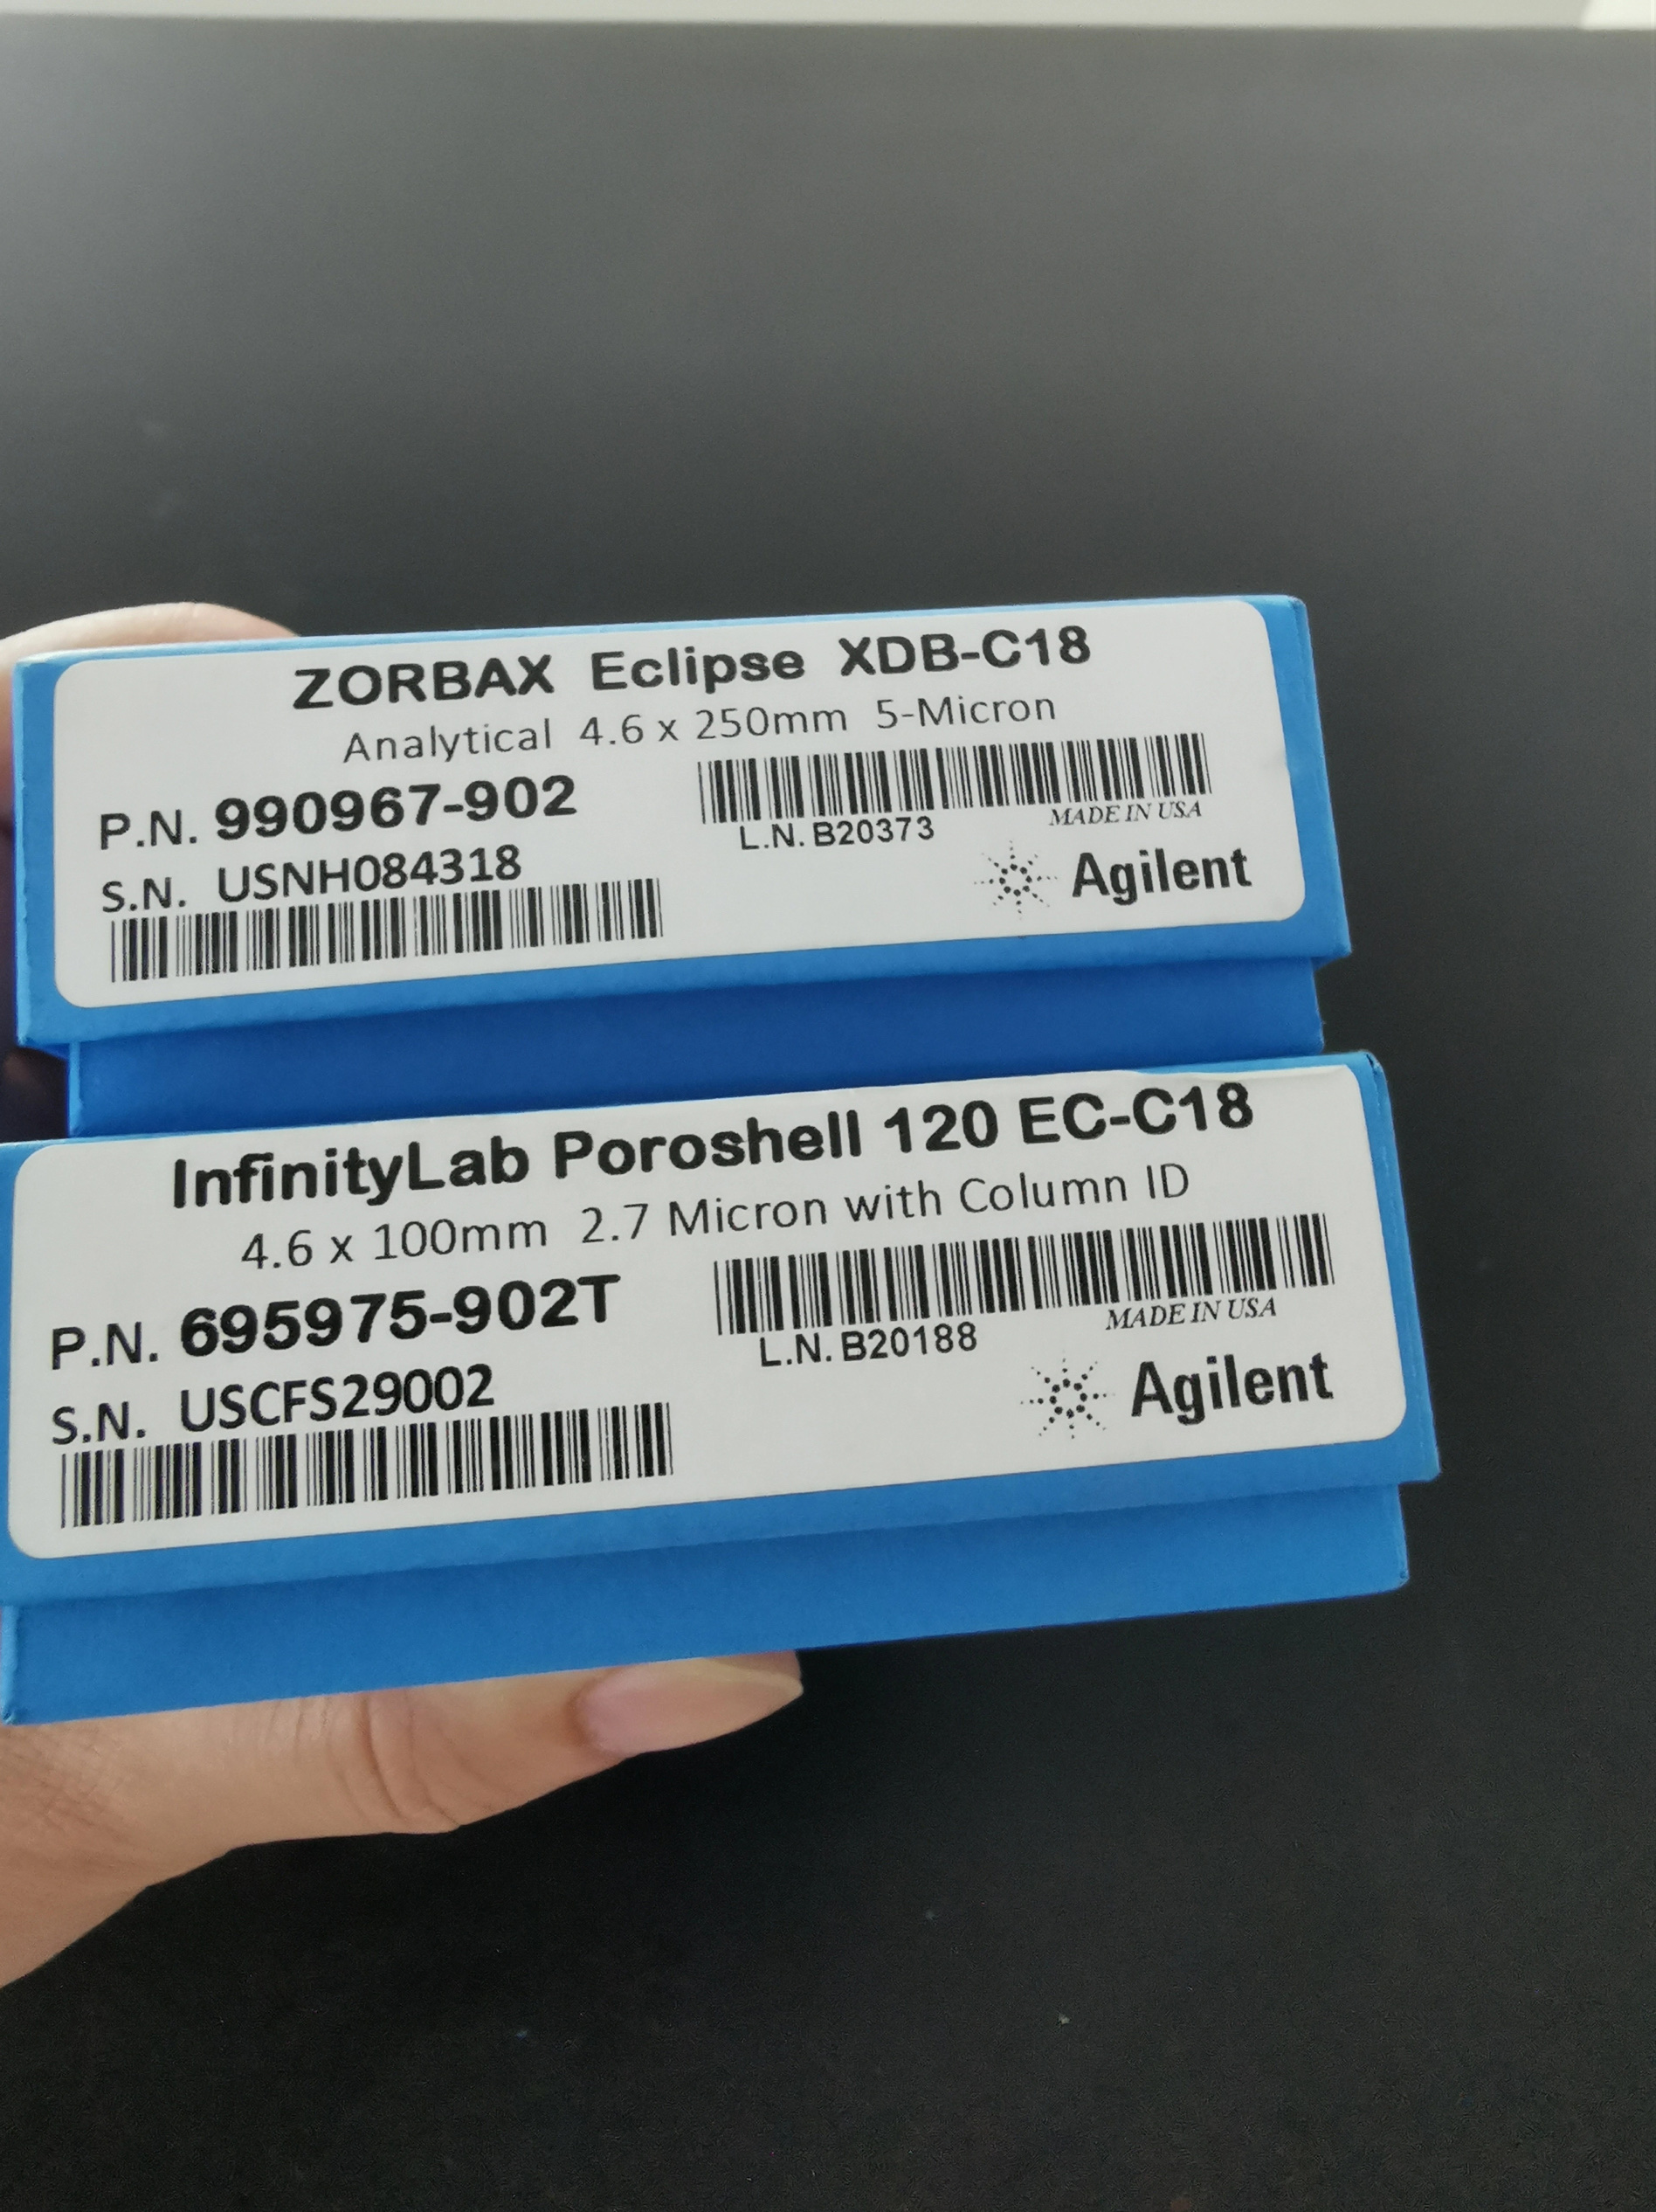 ZORBAX Eclipse XDB-C18
Analytical 4.6 x 250mm 5-Micron
P.N. 990967-902
L.N. B20373
MADE IN USA
S.N. USNH084318
Agilent
InfinityLab Poroshell 120 EC-C18
4.6 x 100mm 2.7 Micron with Column ID
P.N. 695975-902T
L.N. B20188
MADE IN USA
S.N. USCFS29002
Agilent